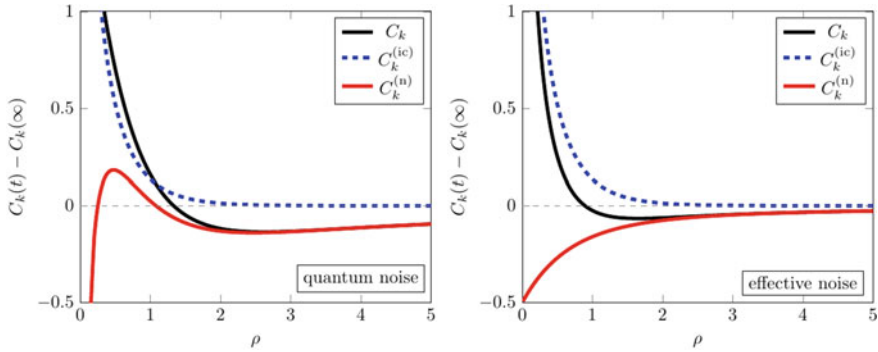 1
0.5
0
−0.5
0 1 2 3 4 5
ρ
C_k(t) − C_k(∞)
C_k
C_k^(ic)
C_k^(n)
quantum noise
1
0.5
0
−0.5
0 1 2 3 4 5
ρ
C_k(t) − C_k(∞)
C_k
C_k^(ic)
C_k^(n)
effective noise